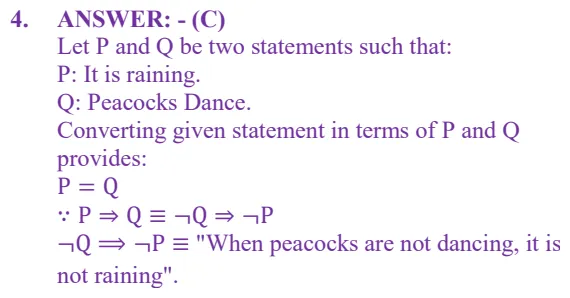 4. ANSWER: - (C)
Let P and Q be two statements such that:
P: It is raining.
Q: Peacocks Dance.
Converting given statement in terms of P and Q
provides:
P = Q
∵ P ⇒ Q ≡ ¬Q ⇒ ¬P
¬Q ⟹ ¬P ≡ "When peacocks are not dancing, it is
not raining".